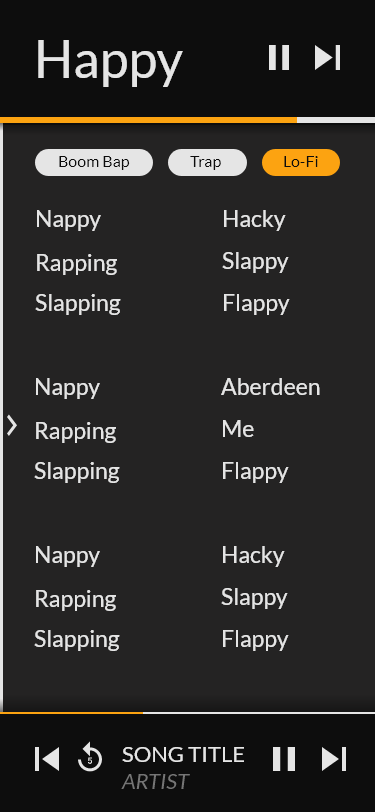 Happy
Boom Bap Trap Lo-Fi
Nappy Hacky
Rapping Slappy
Slapping Flappy
Nappy Aberdeen
Rapping Me
Slapping Flappy
Nappy Hacky
Rapping Slappy
Slapping Flappy
5 SONG TITLE
ARTIST